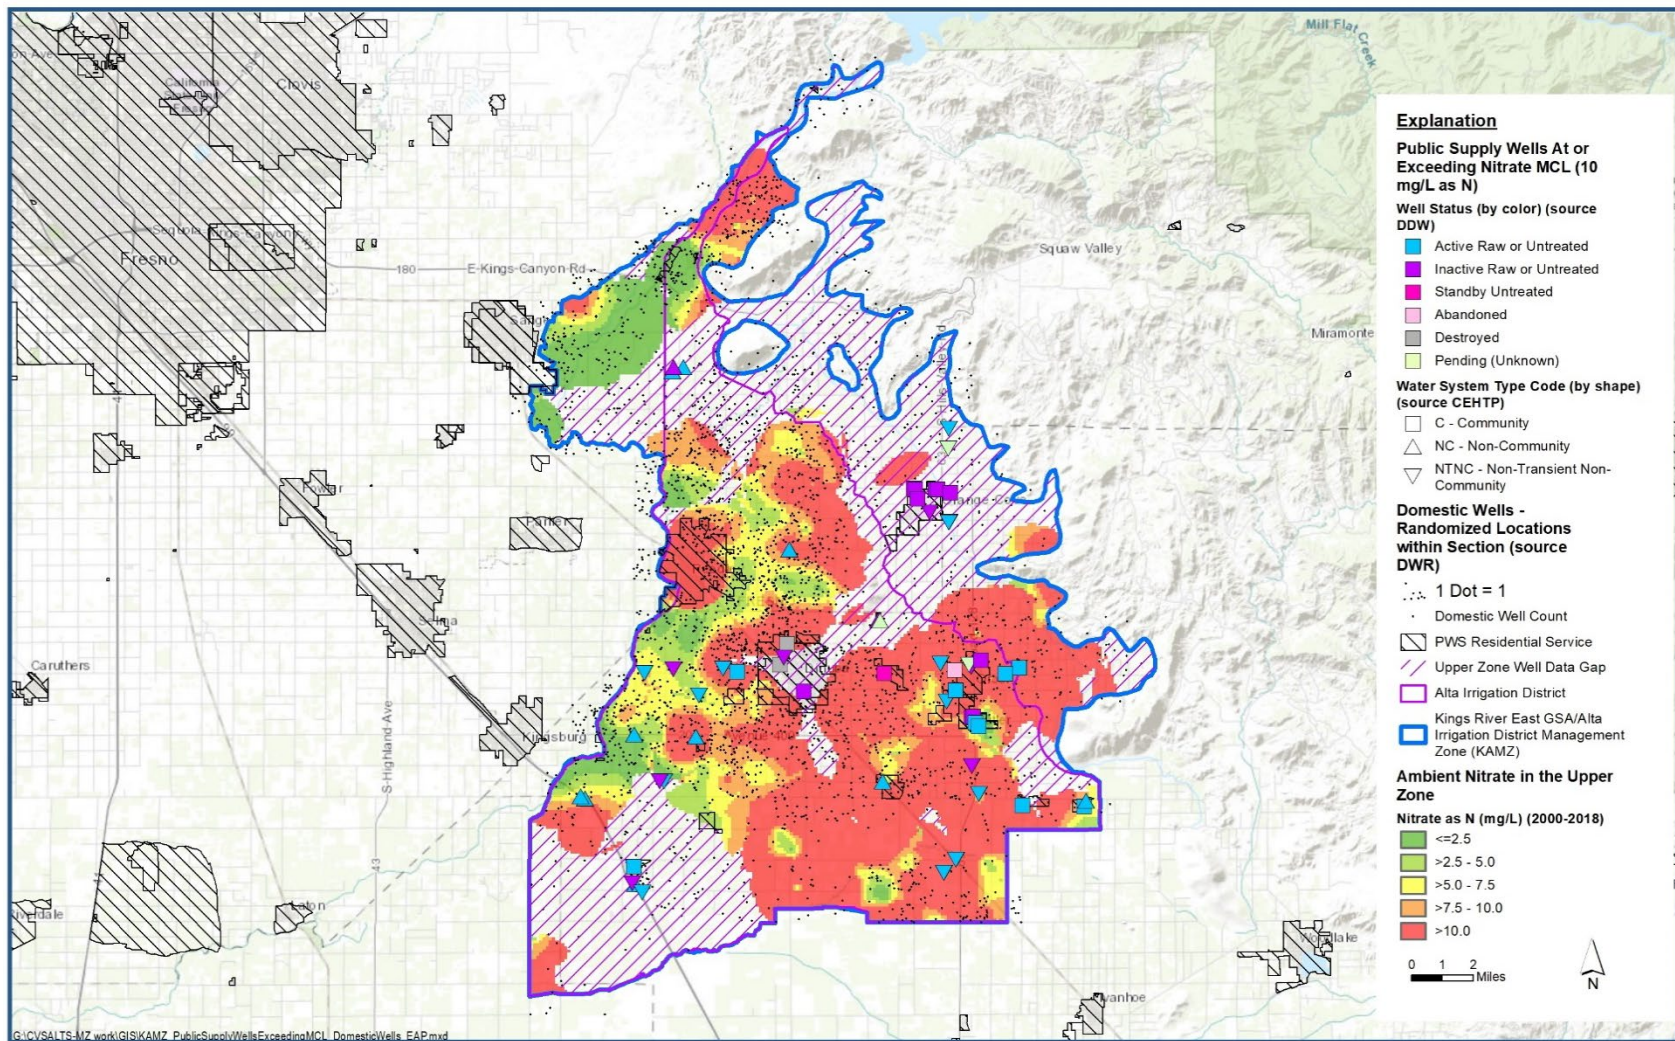 Mill Flat
Creek
Clovis
California
Fresno
180
E-Kings-Canyon-Rd
Squaw Valley
Miramonte
Fowler
Parlier
Selma
Caruthers
Kingsburg
S-Highland-Ave
43
41
Laton
Woodlake
Ivanhoe
G:\CVSALTS-MZ work\GIS\KAMZ_PublicSupplyWellsExceedingMCL_DomesticWells_EAP.mxd
Explanation
Public Supply Wells At or
Exceeding Nitrate MCL (10
mg/L as N)
Well Status (by color) (source
DDW)
Active Raw or Untreated
Inactive Raw or Untreated
Standby Untreated
Abandoned
Destroyed
Pending (Unknown)
Water System Type Code (by shape)
(source CEHTP)
C - Community
NC - Non-Community
NTNC - Non-Transient Non-
Community
Domestic Wells -
Randomized Locations
within Section (source
DWR)
1 Dot = 1
Domestic Well Count
PWS Residential Service
Upper Zone Well Data Gap
Alta Irrigation District
Kings River East GSA/Alta
Irrigation District Management
Zone (KAMZ)
Ambient Nitrate in the Upper
Zone
Nitrate as N (mg/L) (2000-2018)
<=2.5
>2.5 - 5.0
>5.0 - 7.5
>7.5 - 10.0
>10.0
0 1 2
Miles
N